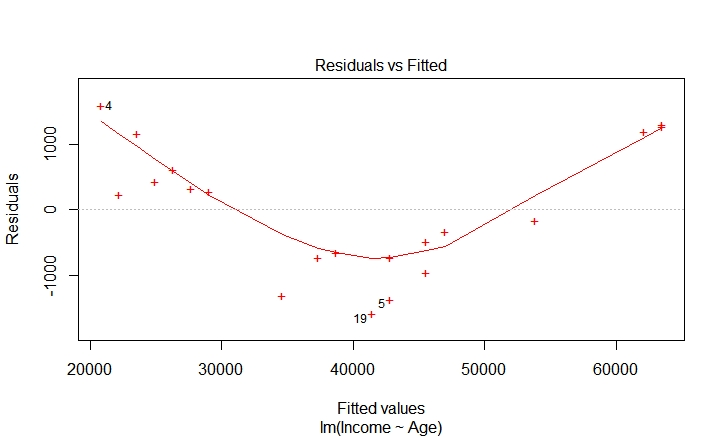 Residuals vs Fitted
Residuals
1000
0
-1000
4
5
19
20000 30000 40000 50000 60000
Fitted values
lm(Income ~ Age)